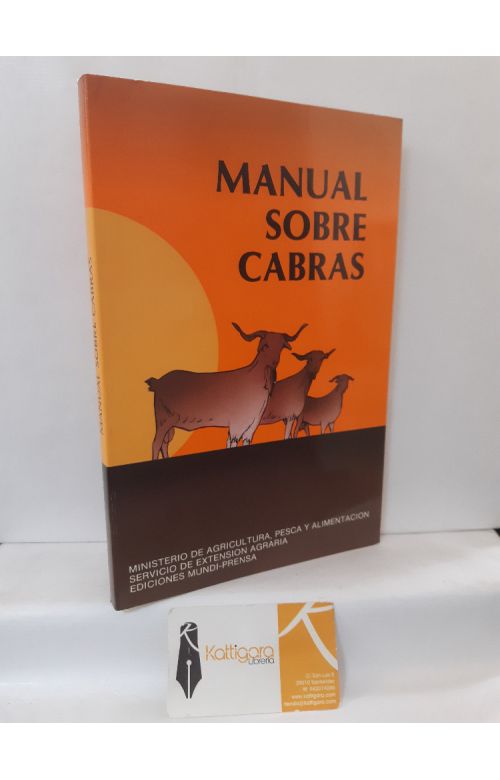 MANUAL
SOBRE
CABRAS
MANUAL SOBRE CABRAS
MINISTERIO DE AGRICULTURA, PESCA Y ALIMENTACION
SERVICIO DE EXTENSION AGRARIA
EDICIONES MUNDI-PRENSA
Kattigara
Librería
www.kattigara.com